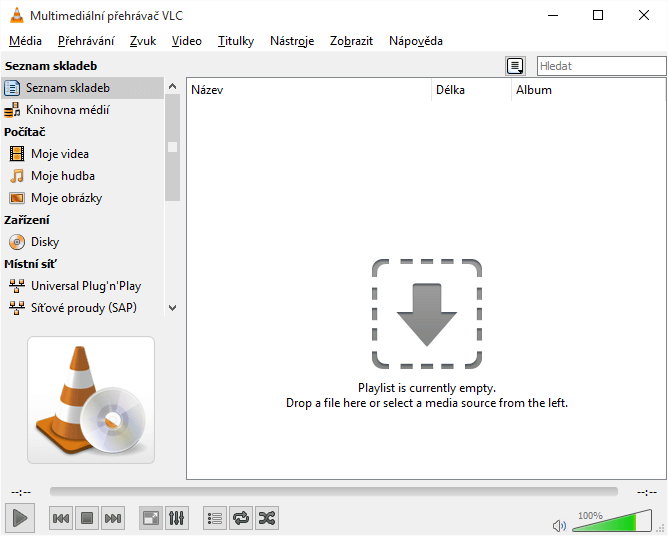 Multimediální přehrávač VLC
Média Přehrávání Zvuk Video Titulky Nástroje Zobrazit Nápověda
Seznam skladeb
Hledat
Seznam skladeb
Knihovna médií
Počítač
Moje videa
Moje hudba
Moje obrázky
Zařízení
Disky
Místní síť
Universal Plug'n'Play
Síťové proudy (SAP)
Název Délka Album
Playlist is currently empty.
Drop a file here or select a media source from the left.
--:-- --:--
100%